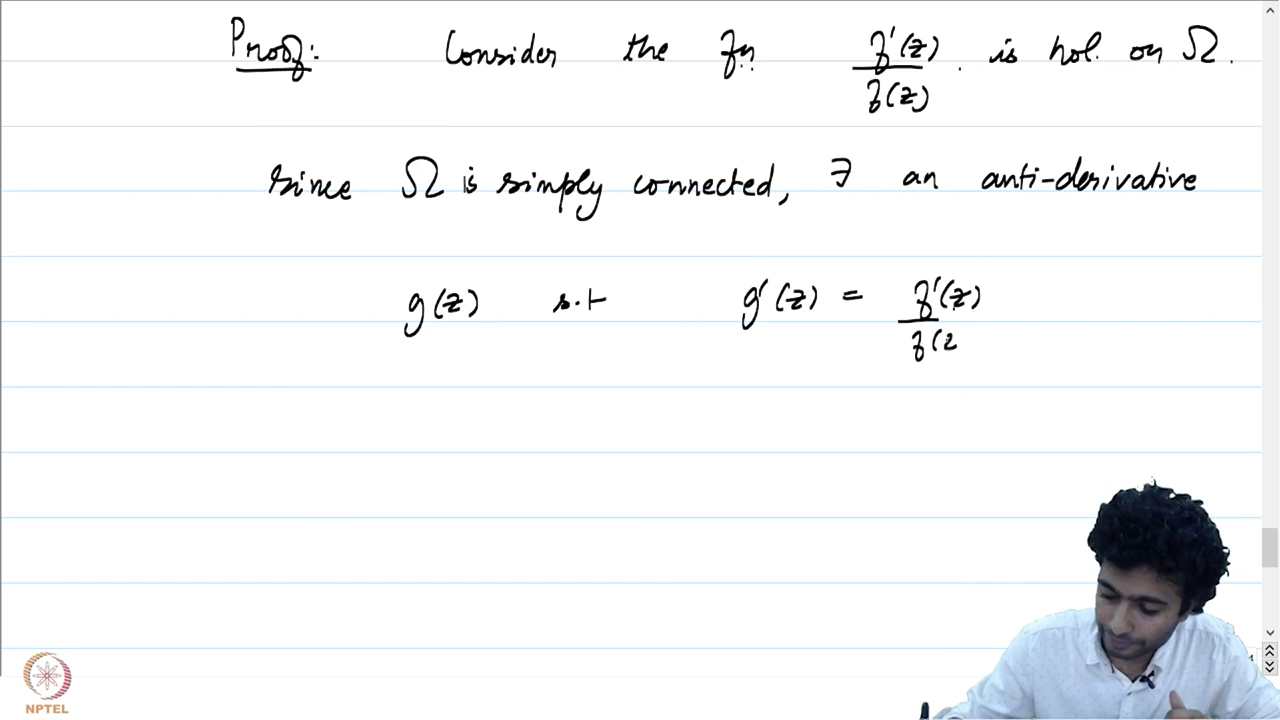 Proof: Consider the fn. f'(z)/f(z) . is hol. on Ω.
since Ω is simply connected, ∃ an anti-derivative
g(z) s.t g'(z) = f'(z)/f(z
NPTEL